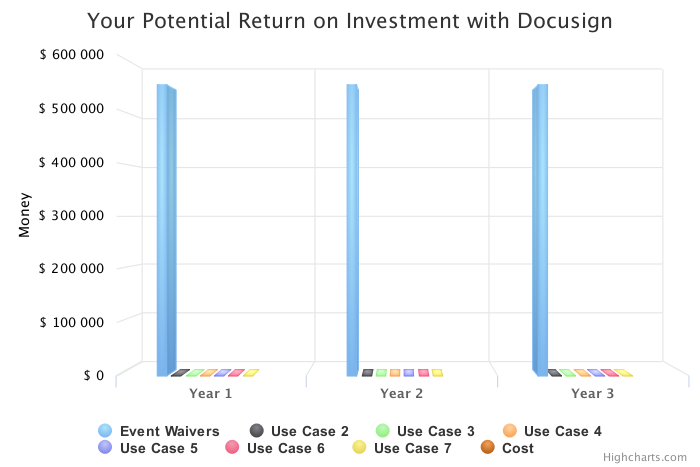 Your Potential Return on Investment with Docusign
$ 600 000
$ 500 000
$ 400 000
$ 300 000
$ 200 000
$ 100 000
$ 0
Money
Year 1 Year 2 Year 3
Event Waivers Use Case 2 Use Case 3 Use Case 4
Use Case 5 Use Case 6 Use Case 7 Cost
Highcharts.com